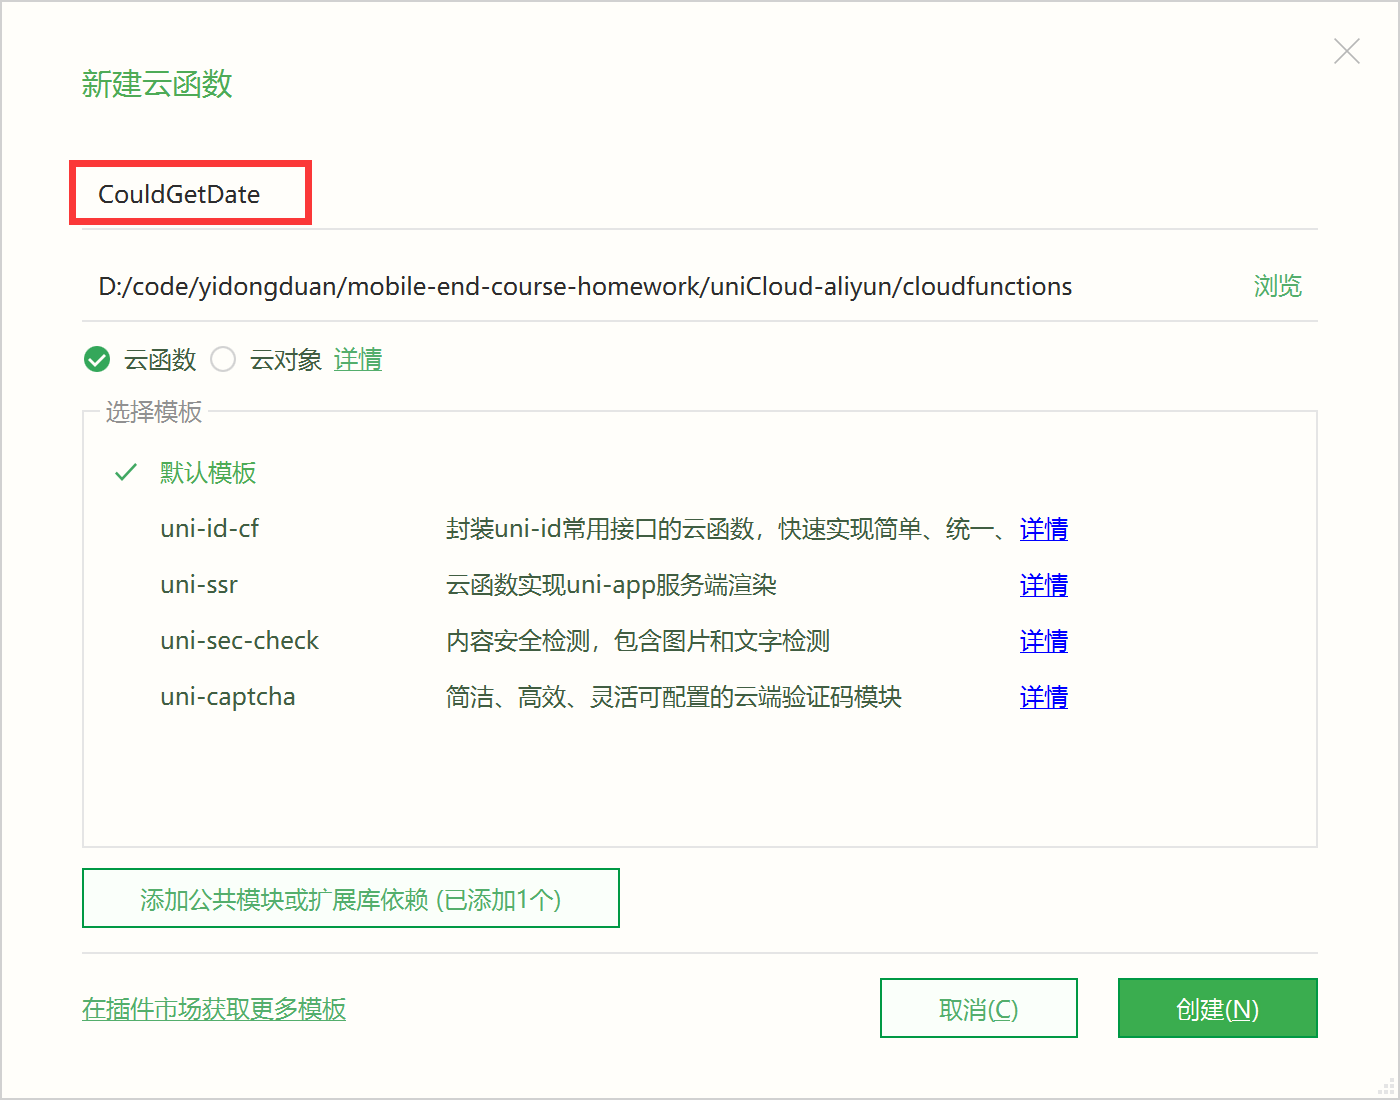 新建云函数
CouldGetDate
D:/code/yidongduan/mobile-end-course-homework/uniCloud-aliyun/cloudfunctions 浏览
云函数 云对象 详情
选择模板
默认模板
uni-id-cf 封装uni-id常用接口的云函数，快速实现简单、统一、 详情
uni-ssr 云函数实现uni-app服务端渲染 详情
uni-sec-check 内容安全检测，包含图片和文字检测 详情
uni-captcha 简洁、高效、灵活可配置的云端验证码模块 详情
添加公共模块或扩展库依赖 (已添加1个)
在插件市场获取更多模板 取消(C) 创建(N)